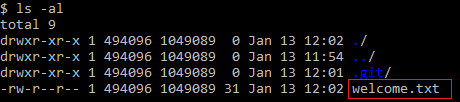 $ ls -al
total 9
drwxr-xr-x 1 494096 1049089  0 Jan 13 12:02 ./
drwxr-xr-x 1 494096 1049089  0 Jan 13 11:54 ../
drwxr-xr-x 1 494096 1049089  0 Jan 13 12:01 .git/
-rw-r--r-- 1 494096 1049089 31 Jan 13 12:02 welcome.txt